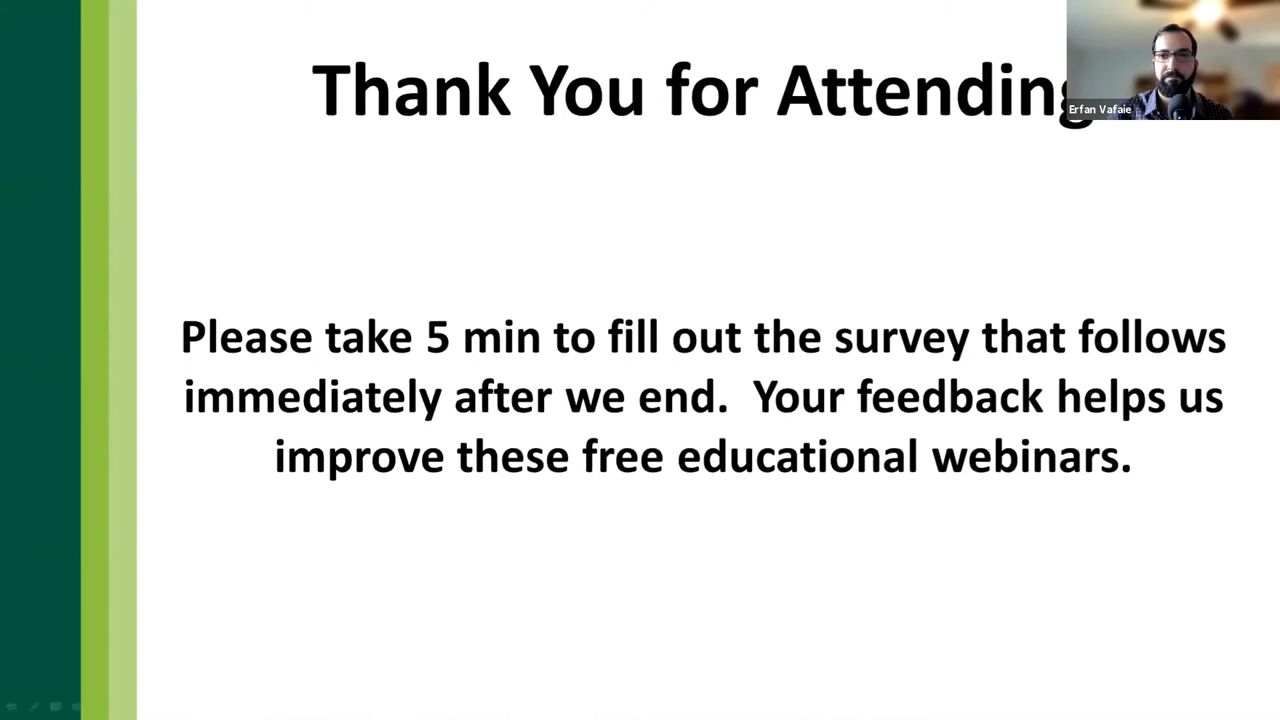 Thank You for Attending
Erfan Vafaie
Please take 5 min to fill out the survey that follows
immediately after we end.  Your feedback helps us
improve these free educational webinars.